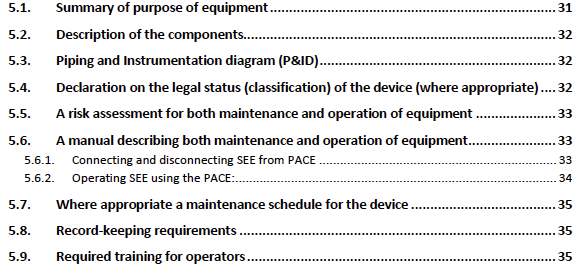 5.1. Summary of purpose of equipment 31
5.2. Description of the components 32
5.3. Piping and Instrumentation diagram (P&ID) 32
5.4. Declaration on the legal status (classification) of the device (where appropriate) 32
5.5. A risk assessment for both maintenance and operation of equipment 33
5.6. A manual describing both maintenance and operation of equipment 33
5.6.1. Connecting and disconnecting SEE from PACE 33
5.6.2. Operating SEE using the PACE: 34
5.7. Where appropriate a maintenance schedule for the device 35
5.8. Record-keeping requirements 35
5.9. Required training for operators 35